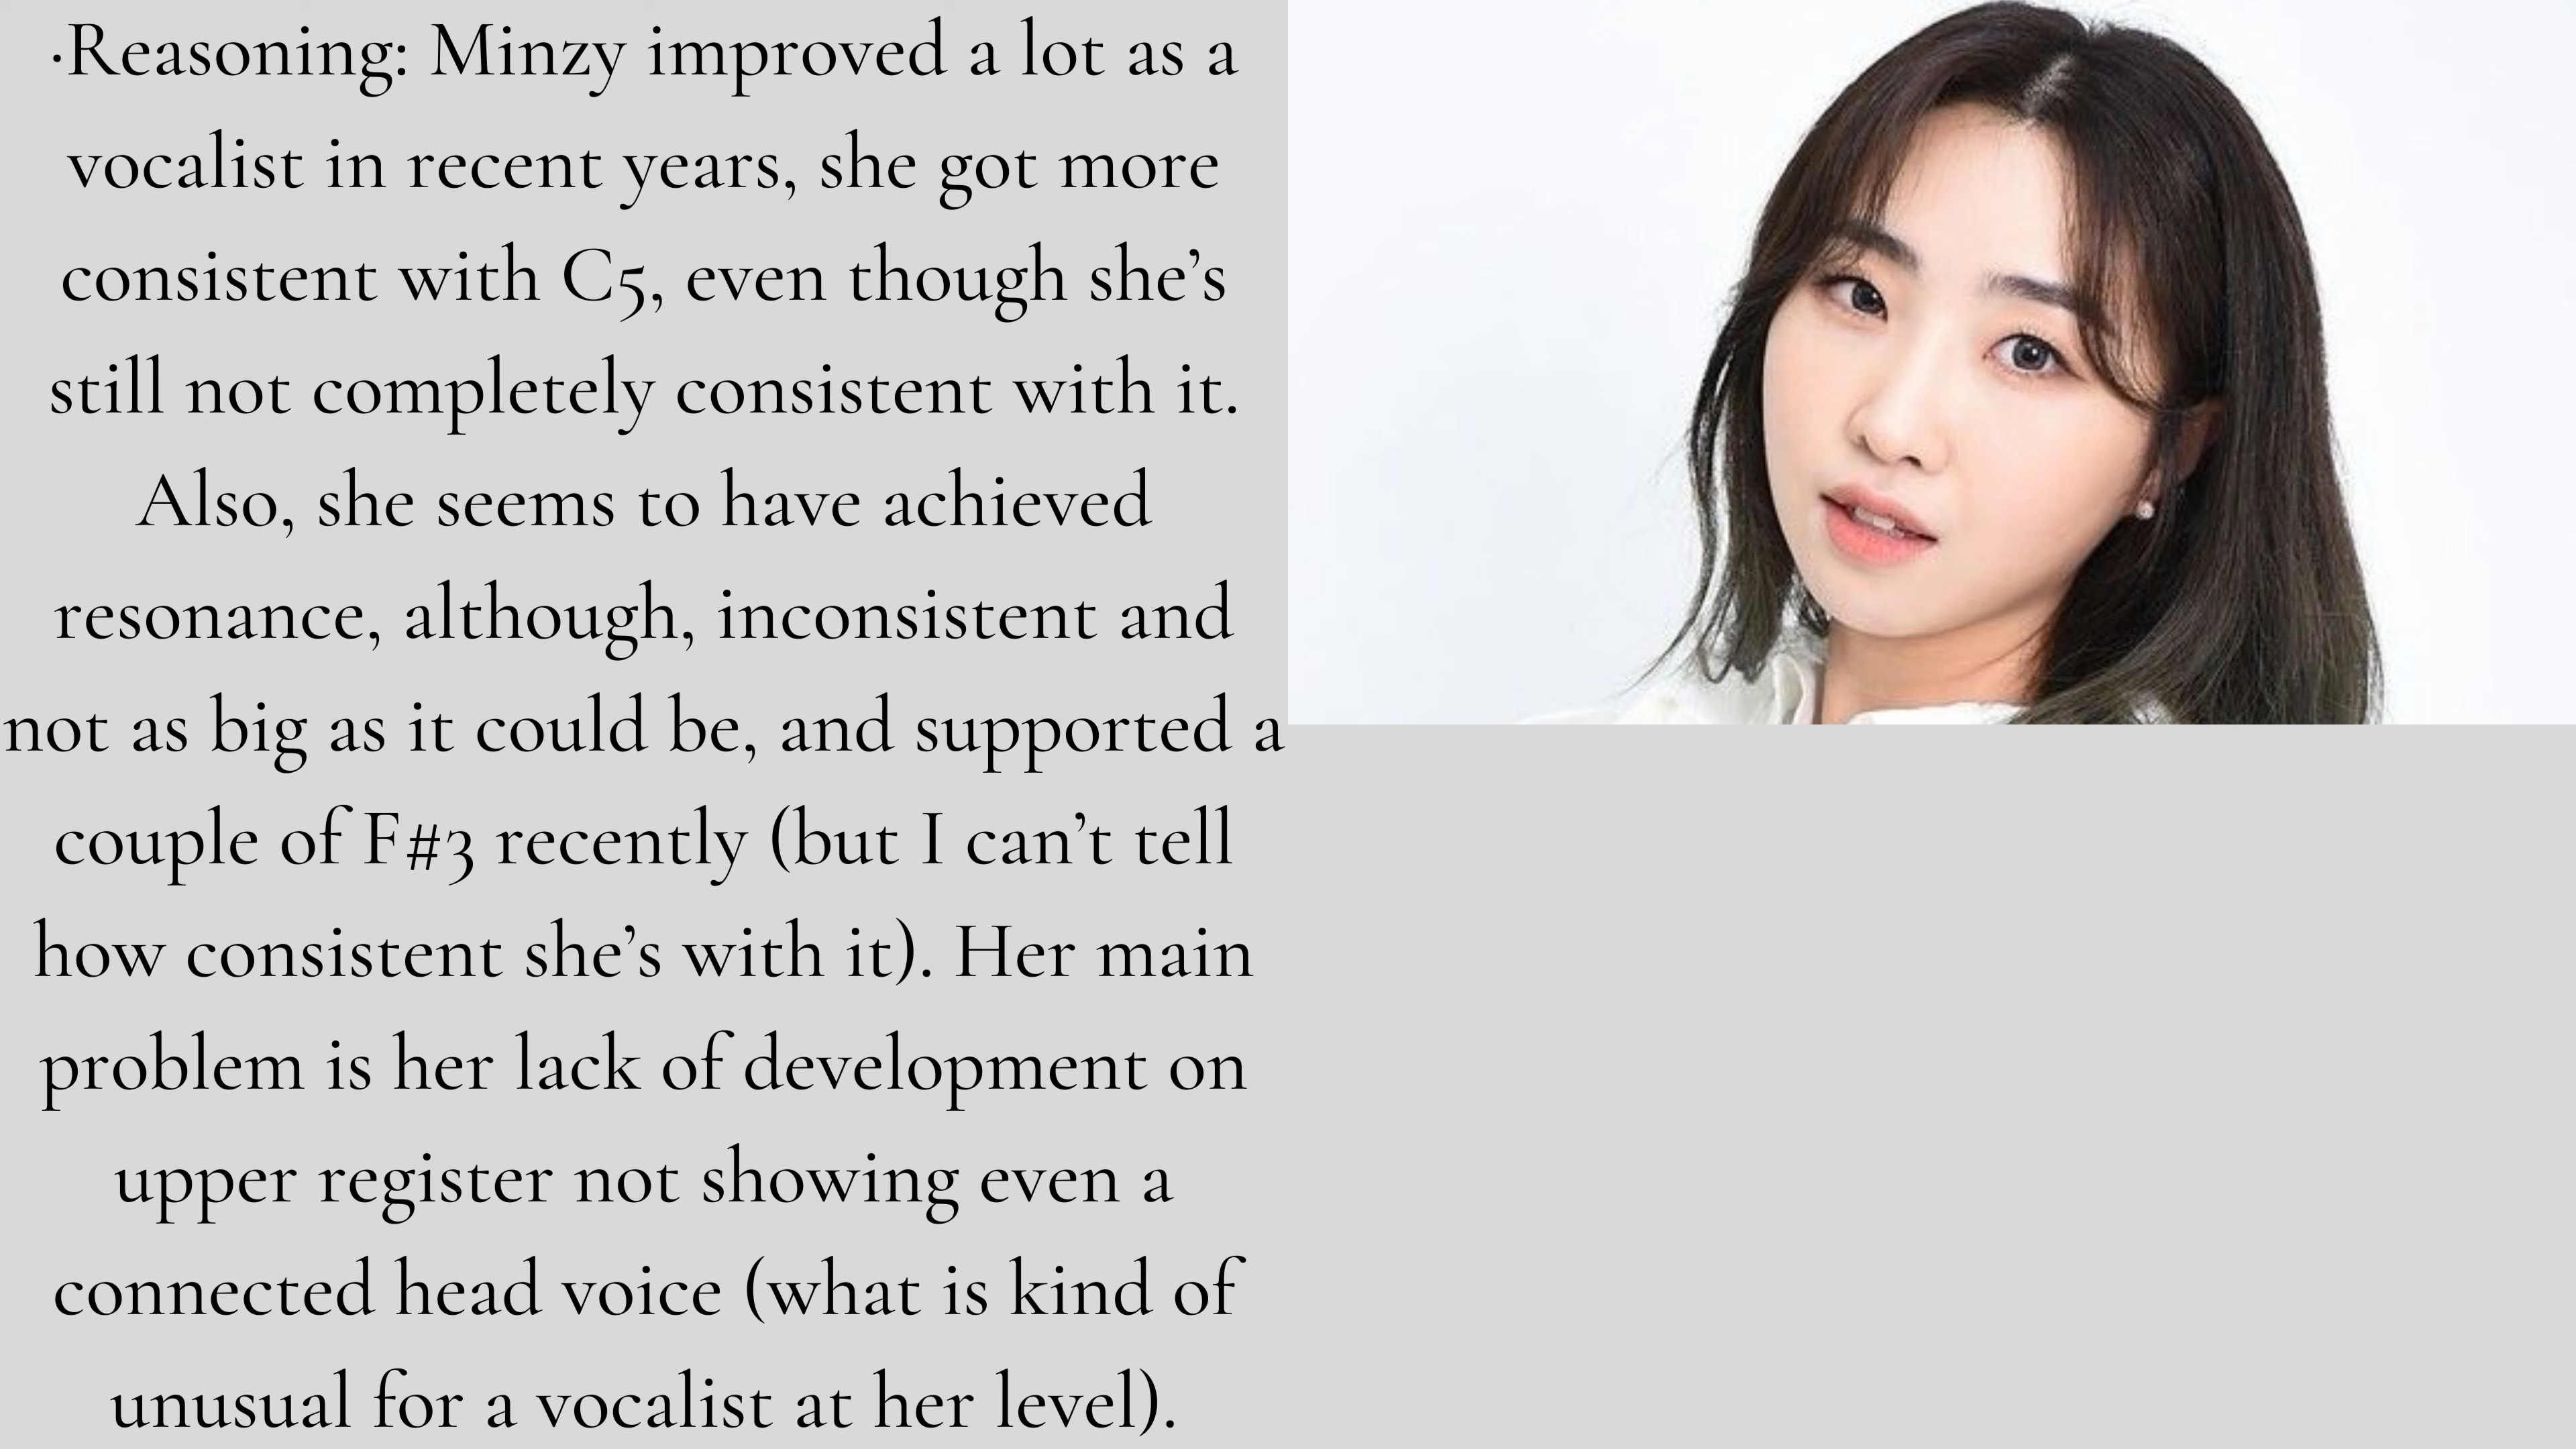 ·Reasoning: Minzy improved a lot as a
vocalist in recent years, she got more
consistent with C5, even though she’s
still not completely consistent with it.
Also, she seems to have achieved
resonance, although, inconsistent and
not as big as it could be, and supported a
couple of F#3 recently (but I can’t tell
how consistent she’s with it). Her main
problem is her lack of development on
upper register not showing even a
connected head voice (what is kind of
unusual for a vocalist at her level).